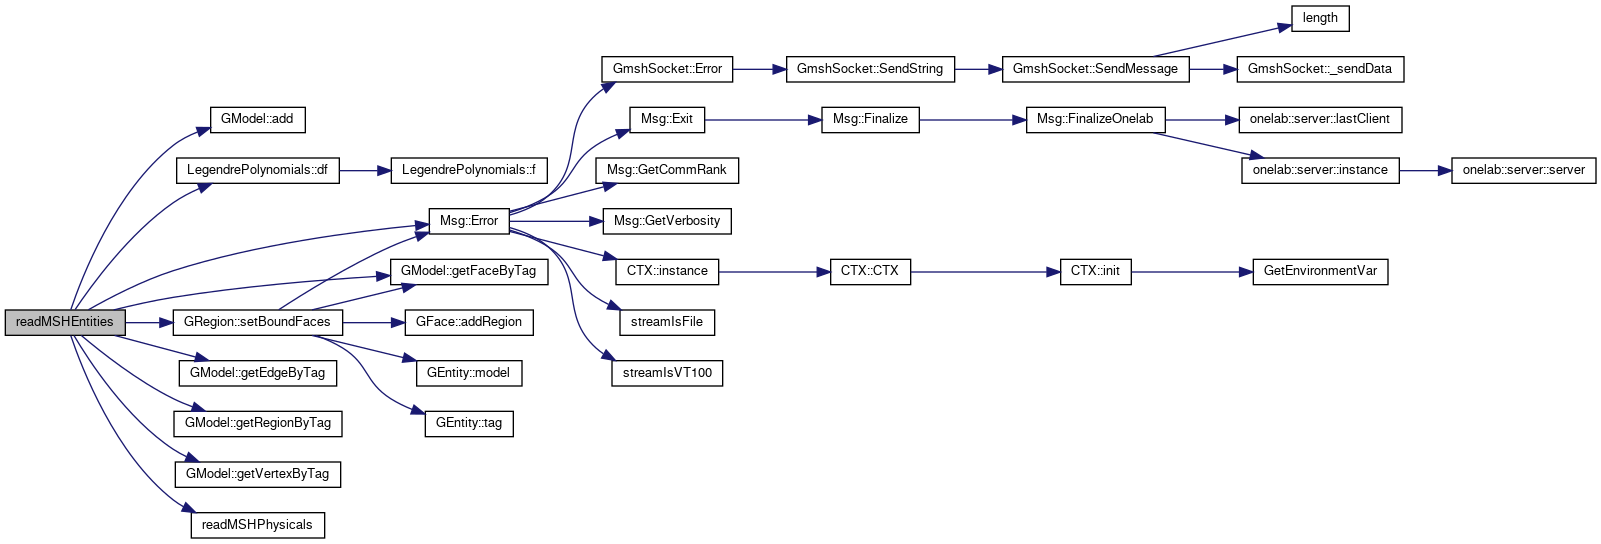 length
GmshSocket::Error
GmshSocket::SendString
GmshSocket::SendMessage
GmshSocket::_sendData
GModel::add
Msg::Exit
Msg::Finalize
Msg::FinalizeOnelab
onelab::server::lastClient
LegendrePolynomials::df
LegendrePolynomials::f
Msg::GetCommRank
onelab::server::instance
onelab::server::server
Msg::Error
Msg::GetVerbosity
GModel::getFaceByTag
CTX::instance
CTX::CTX
CTX::init
GetEnvironmentVar
readMSHEntities
GRegion::setBoundFaces
GFace::addRegion
streamIsFile
GModel::getEdgeByTag
GEntity::model
streamIsVT100
GModel::getRegionByTag
GEntity::tag
GModel::getVertexByTag
readMSHPhysicals